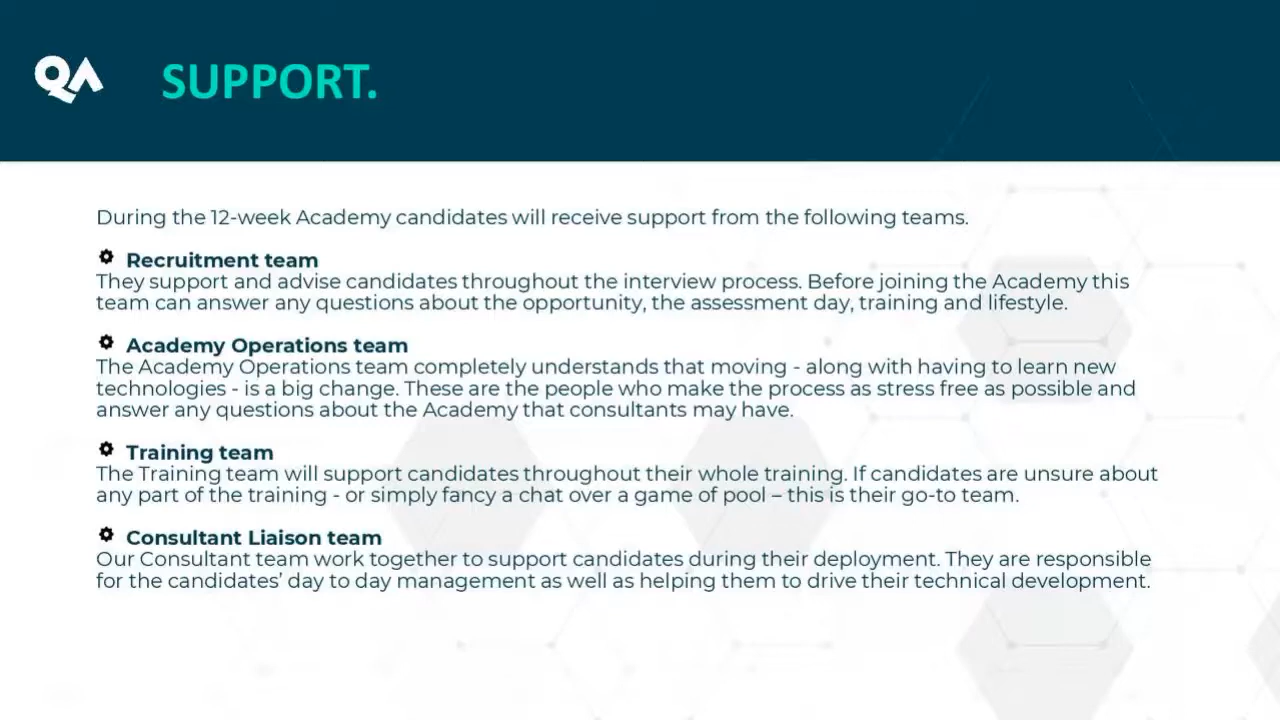 QA
SUPPORT.
During the 12-week Academy candidates will receive support from the following teams.
Recruitment team
They support and advise candidates throughout the interview process. Before joining the Academy this
team can answer any questions about the opportunity, the assessment day, training and lifestyle.
Academy Operations team
The Academy Operations team completely understands that moving - along with having to learn new
technologies - is a big change. These are the people who make the process as stress free as possible and
answer any questions about the Academy that consultants may have.
Training team
The Training team will support candidates throughout their whole training. If candidates are unsure about
any part of the training - or simply fancy a chat over a game of pool – this is their go-to team.
Consultant Liaison team
Our Consultant team work together to support candidates during their deployment. They are responsible
for the candidates’ day to day management as well as helping them to drive their technical development.